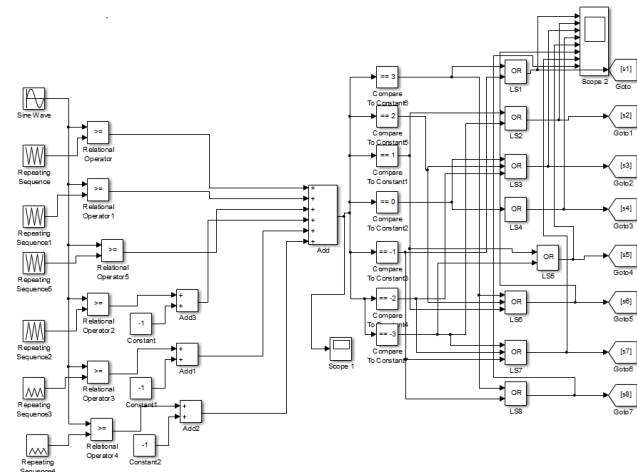 Sine Wave
>=
Relational
Operator
Repeating
Sequence
>=
Relational
Operator1
Repeating
Sequence1
>=
Relational
Operator5
Repeating
Sequence5
>=
Relational
Operator2
Repeating
Sequence2
-1
Constant
+
+
Add3
>=
Relational
Operator3
Repeating
Sequence3
-1
Constant1
+
+
Add1
>=
Relational
Operator4
Repeating
Sequence4
-1
Constant2
+
+
Add2
+
+
+
+
+
+
Add
Scope 1
== 3
Compare
To Constant6
== 2
Compare
To Constant5
== 1
Compare
To Constant1
== 0
Compare
To Constant2
== -1
Compare
To Constant3
== -2
Compare
To Constant4
== -3
Compare
To Constant
OR
LS1
OR
LS2
OR
LS3
OR
LS4
OR
LS5
OR
LS6
OR
LS7
OR
LS8
Scope 2
[s1]
Goto
[s2]
Goto1
[s3]
Goto2
[s4]
Goto3
[s5]
Goto4
[s6]
Goto5
[s7]
Goto6
[s8]
Goto7